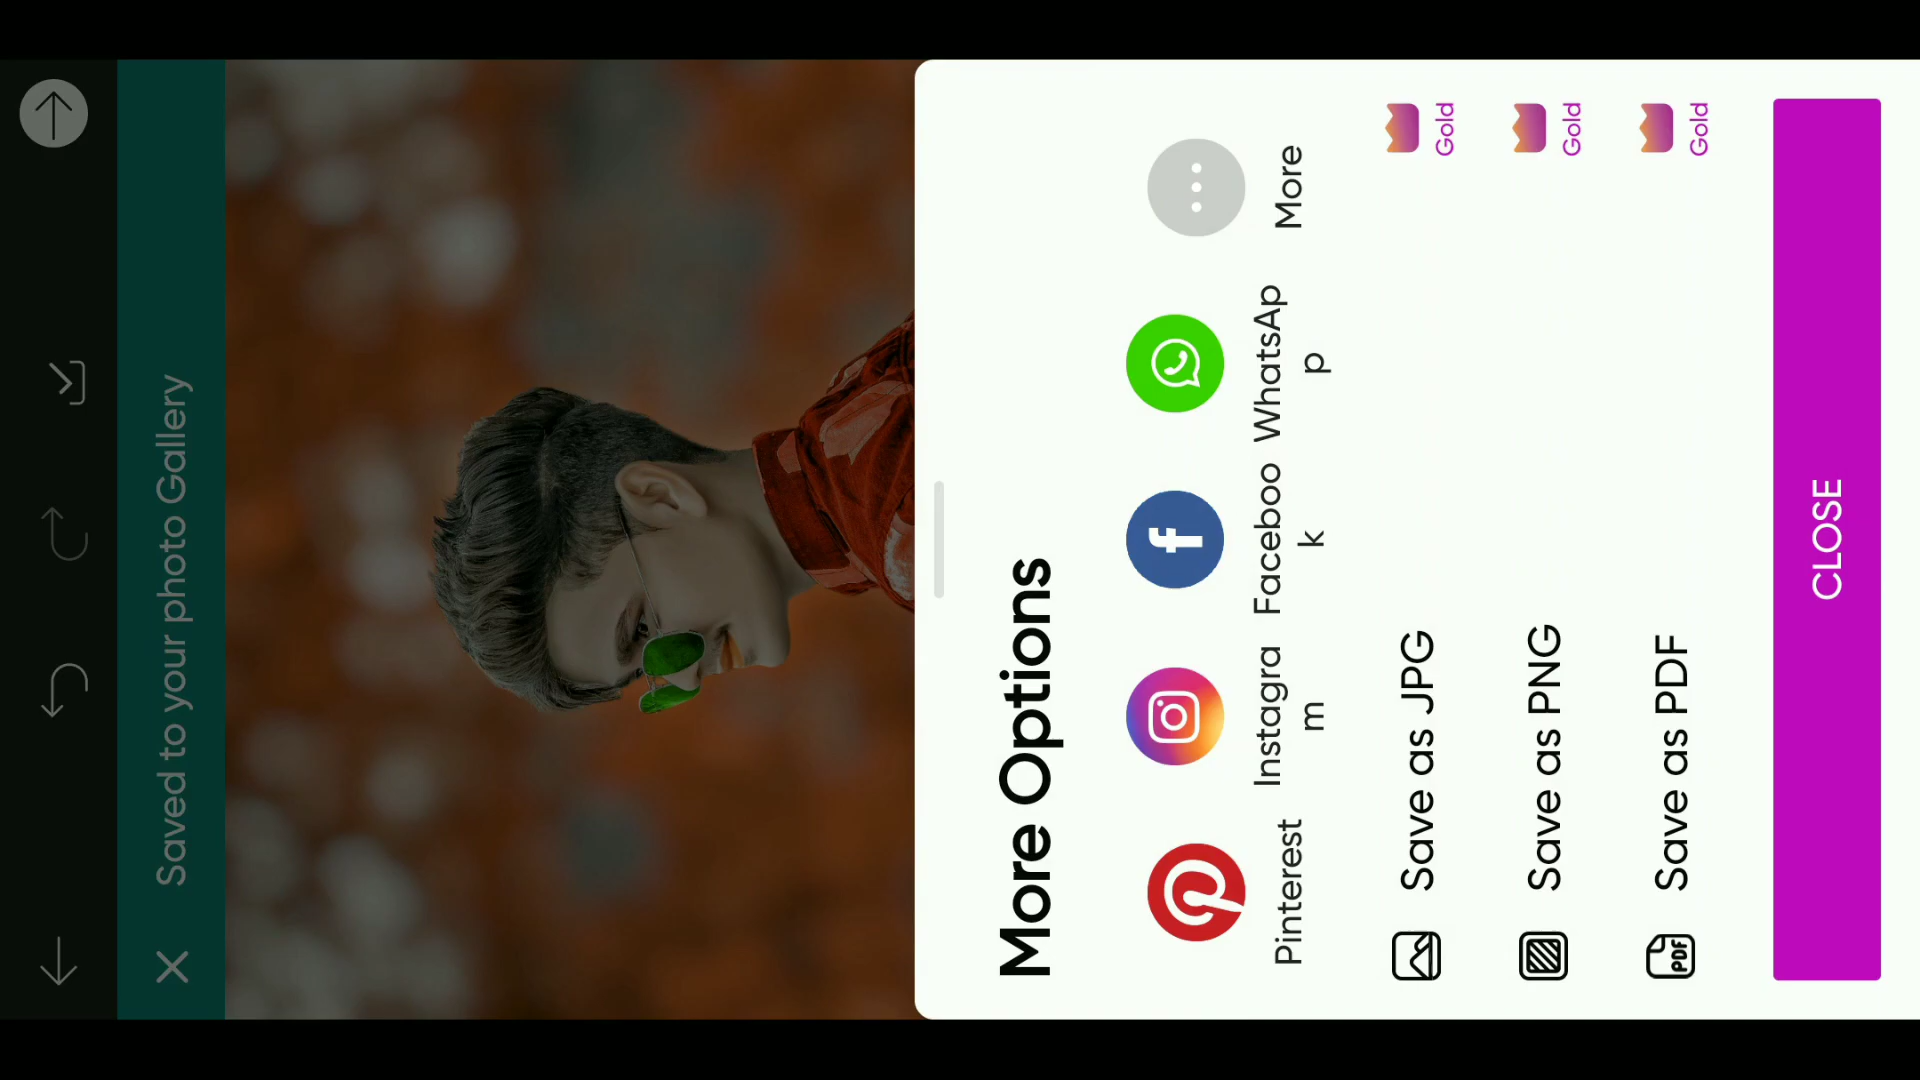 Saved to your photo Gallery
More Options
Pinterest
Instagra
m
Faceboo
k
WhatsAp
p
More
Save as JPG
Gold
Save as PNG
Gold
PDF
Save as PDF
Gold
CLOSE